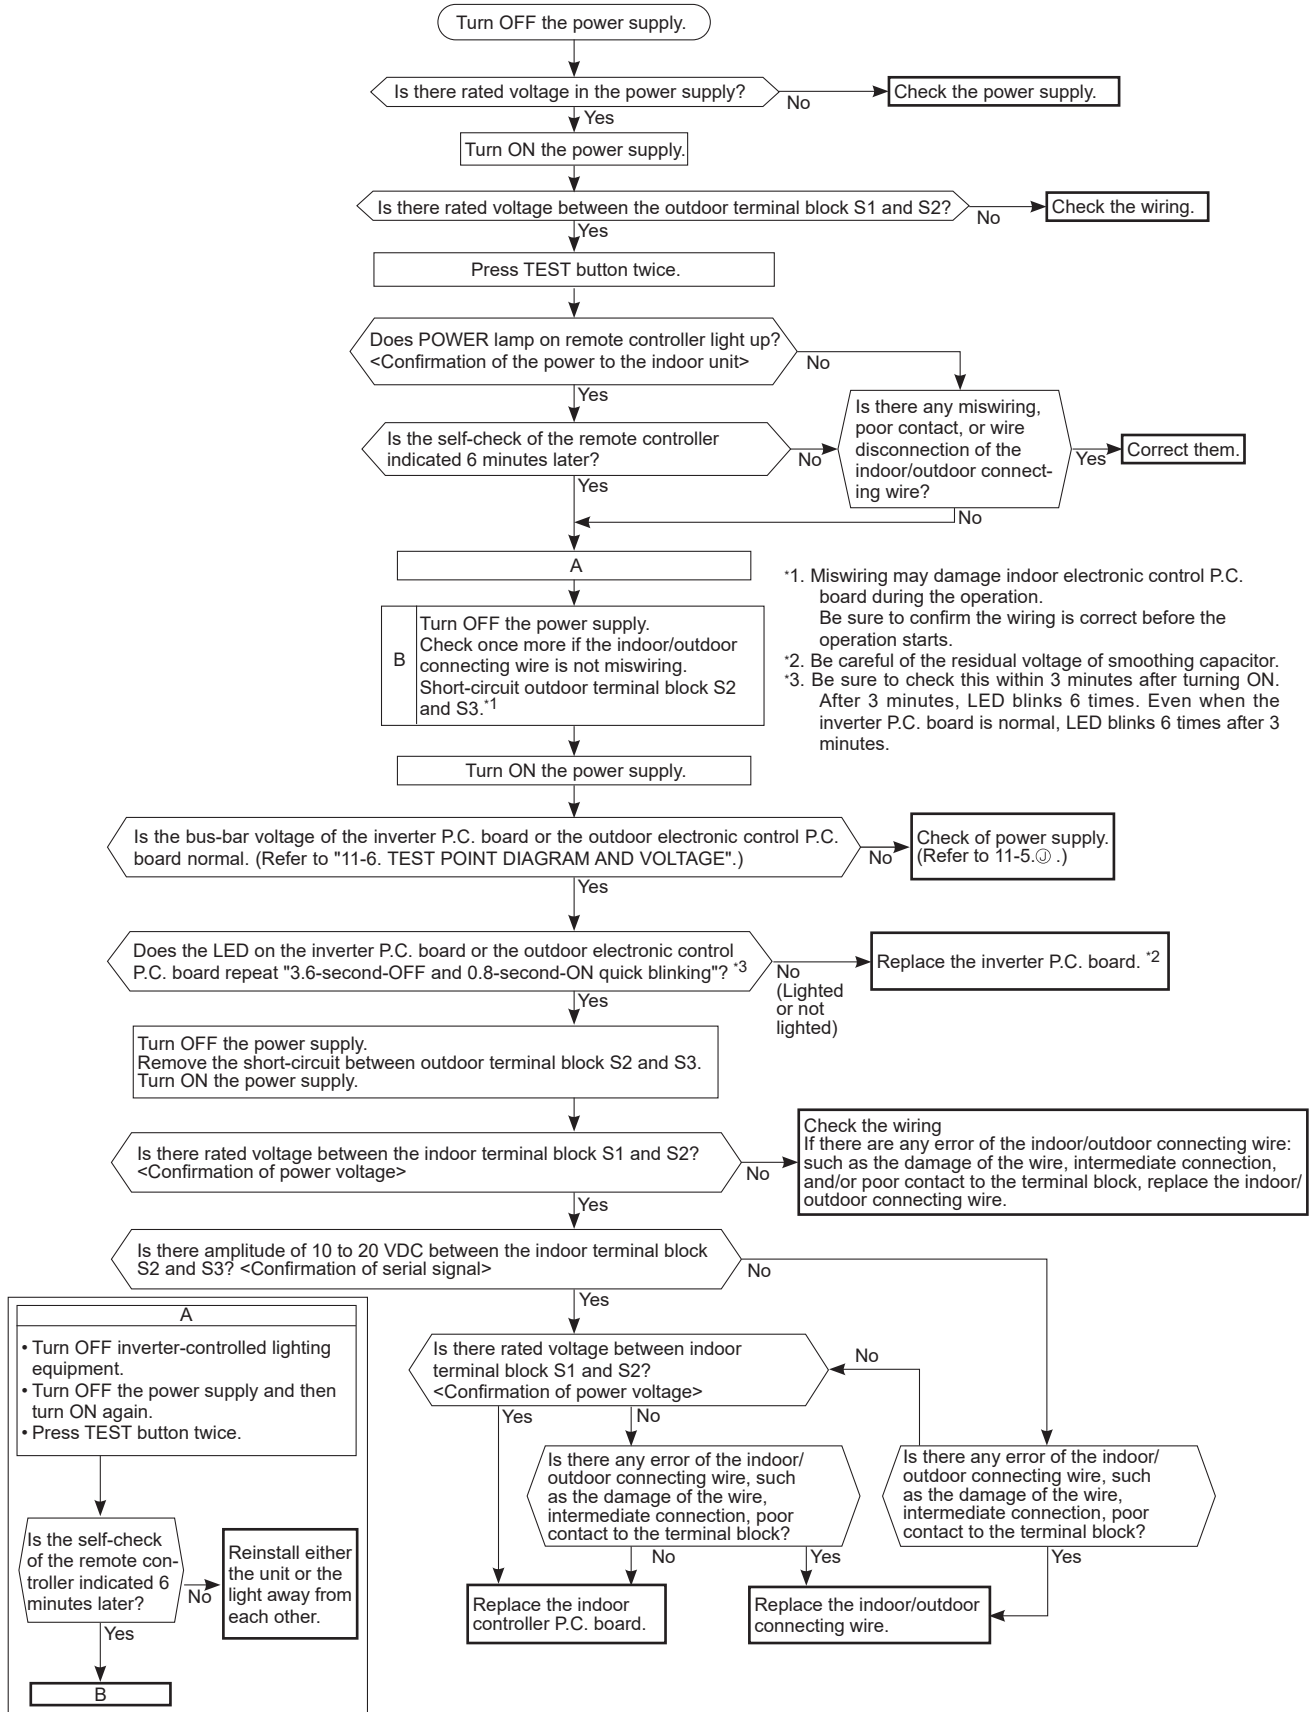 Turn OFF the power supply.
Is there rated voltage in the power supply?
No
Check the power supply.
Yes
Turn ON the power supply.
Is there rated voltage between the outdoor terminal block S1 and S2?
No
Check the wiring.
Yes
Press TEST button twice.
Does POWER lamp on remote controller light up?
<Confirmation of the power to the indoor unit>
No
Yes
Is the self-check of the remote controller
indicated 6 minutes later?
No
Is there any miswiring,
poor contact, or wire
disconnection of the
indoor/outdoor connect-
ing wire?
Yes
Correct them.
Yes
No
A
B
Turn OFF the power supply.
Check once more if the indoor/outdoor
connecting wire is not miswiring.
Short-circuit outdoor terminal block S2
and S3.*1
*1. Miswiring may damage indoor electronic control P.C.
board during the operation.
Be sure to confirm the wiring is correct before the
operation starts.
*2. Be careful of the residual voltage of smoothing capacitor.
*3. Be sure to check this within 3 minutes after turning ON.
After 3 minutes, LED blinks 6 times. Even when the
inverter P.C. board is normal, LED blinks 6 times after 3
minutes.
Turn ON the power supply.
Is the bus-bar voltage of the inverter P.C. board or the outdoor electronic control P.C.
board normal. (Refer to "11-6. TEST POINT DIAGRAM AND VOLTAGE".)
No
Check of power supply.
(Refer to 11-5.Ⓙ .)
Yes
Does the LED on the inverter P.C. board or the outdoor electronic control
P.C. board repeat "3.6-second-OFF and 0.8-second-ON quick blinking"? *3
No
(Lighted
or not
lighted)
Replace the inverter P.C. board. *2
Yes
Turn OFF the power supply.
Remove the short-circuit between outdoor terminal block S2 and S3.
Turn ON the power supply.
Is there rated voltage between the indoor terminal block S1 and S2?
<Confirmation of power voltage>
No
Check the wiring
If there are any error of the indoor/outdoor connecting wire:
such as the damage of the wire, intermediate connection,
and/or poor contact to the terminal block, replace the indoor/
outdoor connecting wire.
Yes
Is there amplitude of 10 to 20 VDC between the indoor terminal block
S2 and S3? <Confirmation of serial signal>
No
Yes
Is there rated voltage between indoor
terminal block S1 and S2?
<Confirmation of power voltage>
No
Yes
No
Is there any error of the indoor/
outdoor connecting wire, such
as the damage of the wire,
intermediate connection, poor
contact to the terminal block?
Is there any error of the indoor/
outdoor connecting wire, such
as the damage of the wire,
intermediate connection, poor
contact to the terminal block?
No
Yes
Yes
Replace the indoor
controller P.C. board.
Replace the indoor/outdoor
connecting wire.
A
• Turn OFF inverter-controlled lighting
equipment.
• Turn OFF the power supply and then
turn ON again.
• Press TEST button twice.
Is the self-check
of the remote con-
troller indicated 6
minutes later?
No
Reinstall either
the unit or the
light away from
each other.
Yes
B